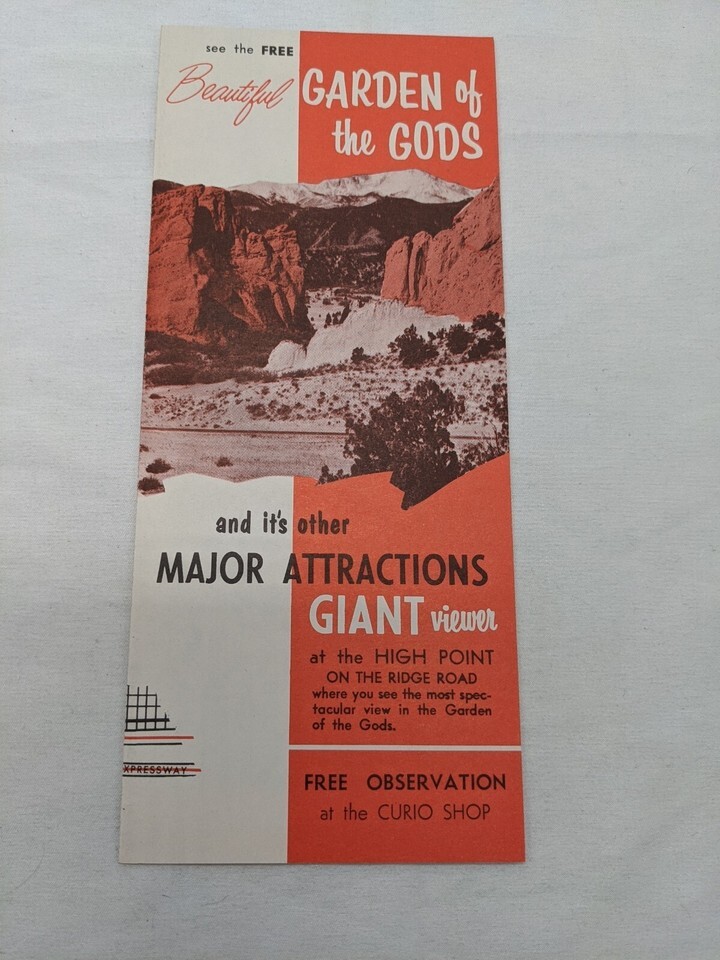 see the FREE
Beautiful GARDEN of
the GODS
and it's other
MAJOR ATTRACTIONS
GIANT viewer
at the HIGH POINT
ON THE RIDGE ROAD
where you see the most spec-
tacular view in the Garden
of the Gods.
XPRESSWAY
FREE OBSERVATION
at the CURIO SHOP